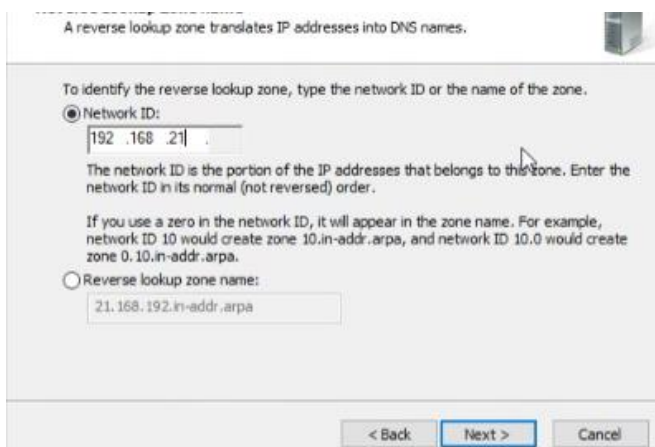 A reverse lookup zone translates IP addresses into DNS names.
To identify the reverse lookup zone, type the network ID or the name of the zone.
Network ID:
192 .168 .21 .
The network ID is the portion of the IP addresses that belongs to this zone. Enter the
network ID in its normal (not reversed) order.
If you use a zero in the network ID, it will appear in the zone name. For example,
network ID 10 would create zone 10.in-addr.arpa, and network ID 10.0 would create
zone 0.10.in-addr.arpa.
Reverse lookup zone name:
21.168.192.in-addr.arpa
< Back
Next >
Cancel